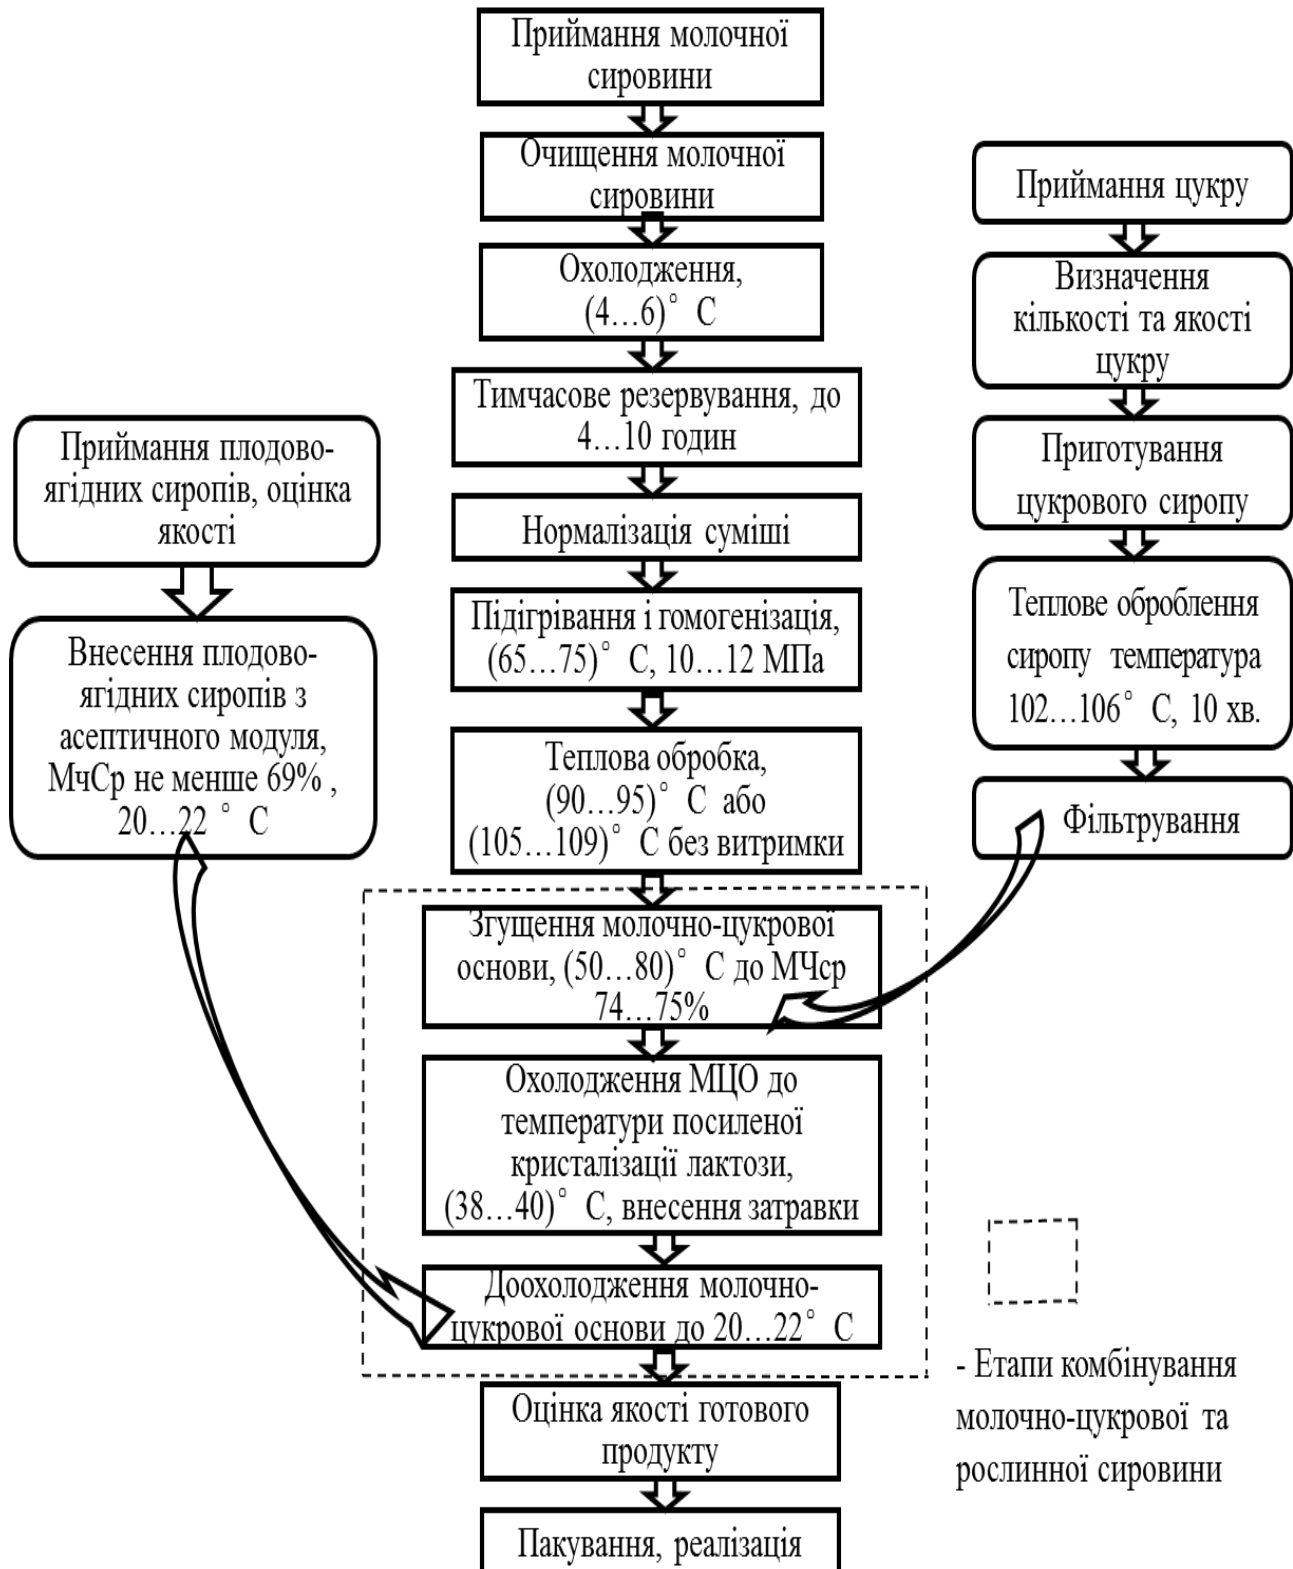 Приймання молочної
сировини
Очищення молочної
сировини
Охолодження,
(4...6)° С
Тимчасове резервування, до
4...10 годин
Нормалізація суміші
Підігрівання і гомогенізація,
(65...75)° С, 10...12 МПа
Теплова обробка,
(90...95)° С або
(105...109)° С без витримки
Згущення молочно-цукрової
основи, (50...80)° С до МЧср
74...75%
Охолодження МЦО до
температури посиленої
кристалізації лактози,
(38...40)° С, внесення затравки
Доохолодження молочно-
цукрової основи до 20...22° С
Оцінка якості готового
продукту
Пакування, реалізація
Приймання плодово-
ягідних сиропів, оцінка
якості
Внесення плодово-
ягідних сиропів з
асептичного модуля,
МчСр не менше 69% ,
20...22 ° С
Приймання цукру
Визначення
кількості та якості
цукру
Приготування
цукрового сиропу
Теплове оброблення
сиропу температура
102...106° С, 10 хв.
Фільтрування
- Етапи комбінування
молочно-цукрової та
рослинної сировини